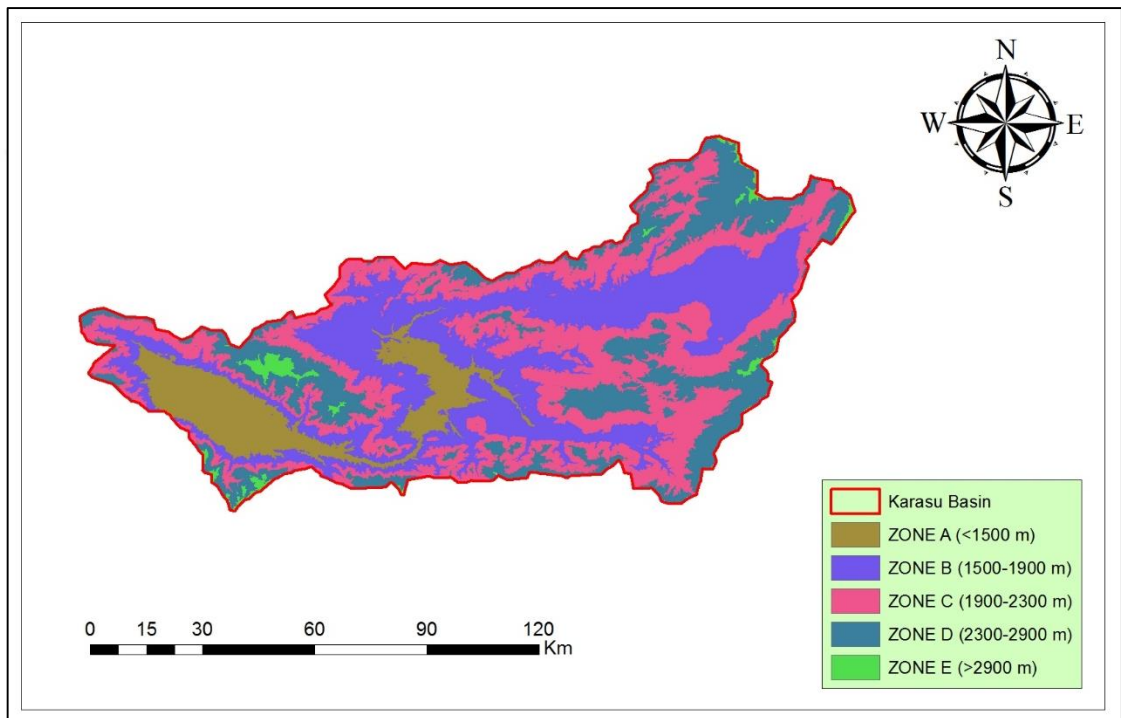 N
W E
S
Karasu Basin
ZONE A (<1500 m)
ZONE B (1500-1900 m)
ZONE C (1900-2300 m)
ZONE D (2300-2900 m)
ZONE E (>2900 m)
0 15 30 60 90 120
Km